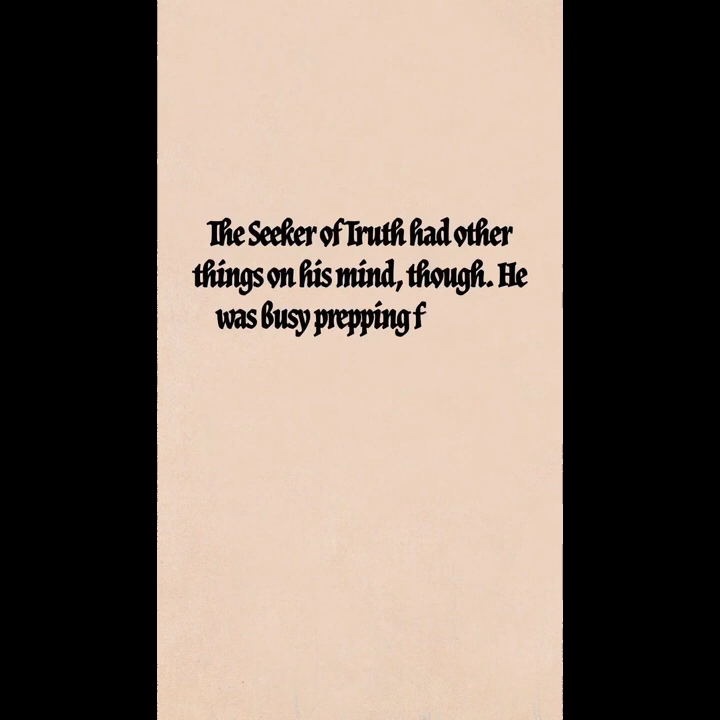 The Seeker of Truth had other
things on his mind, though. He
was busy prepping f